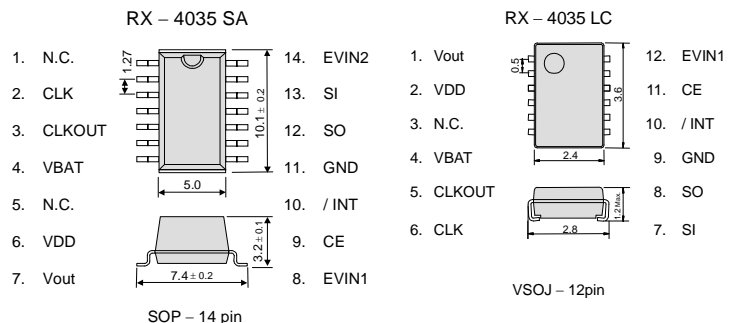 RX – 4035 SA
1. N.C.
2. CLK
3. CLKOUT
4. VBAT
5. N.C.
6. VDD
7. Vout
1.27
10.1 ± 0.2
5.0
3.2 ± 0.1
7.4 ± 0.2
14. EVIN2
13. SI
12. SO
11. GND
10. / INT
9. CE
8. EVIN1
SOP – 14 pin
RX – 4035 LC
1. Vout
2. VDD
3. N.C.
4. VBAT
5. CLKOUT
6. CLK
0.5
3.6
2.4
1.2 Max.
2.8
12. EVIN1
11. CE
10. / INT
9. GND
8. SO
7. SI
VSOJ – 12pin